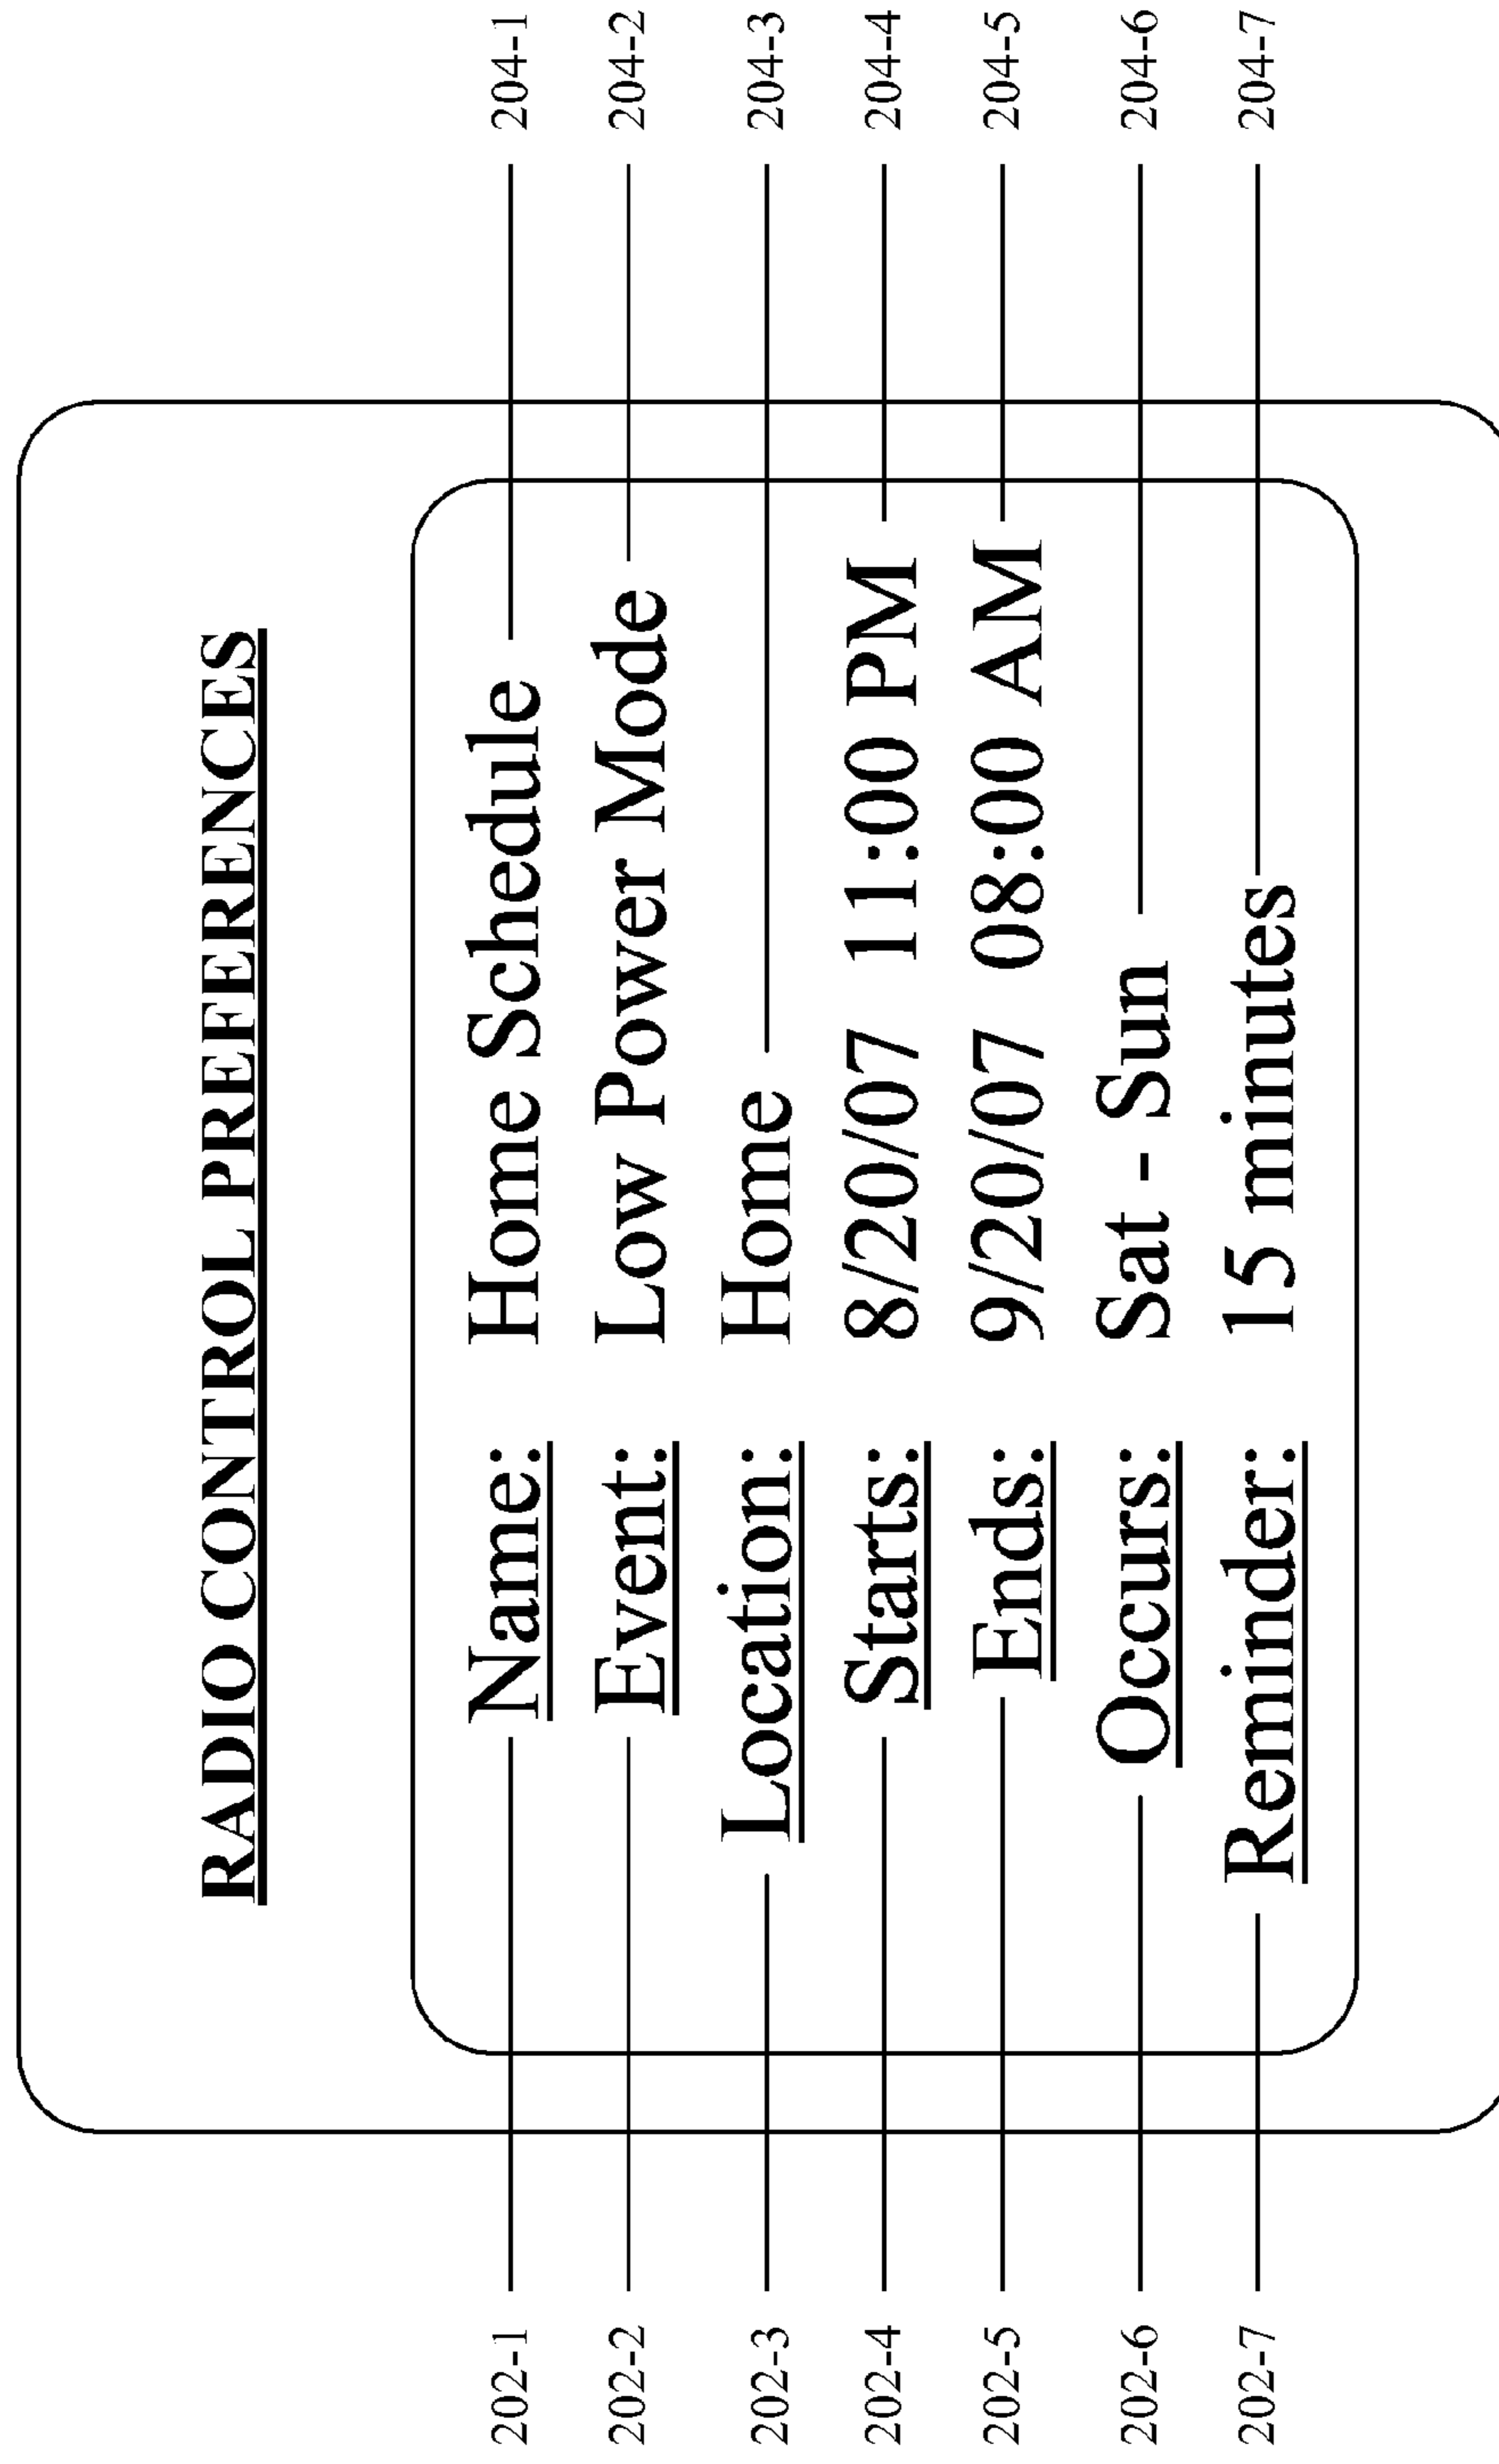 RADIO CONTROL PREFERENCES
202-1 Name: Home Schedule 204-1
202-2 Event: Low Power Mode 204-2
202-3 Location: Home 204-3
202-4 Starts: 8/20/07 11:00 PM 204-4
202-5 Ends: 9/20/07 08:00 AM 204-5
202-6 Occurs: Sat - Sun 204-6
202-7 Reminder: 15 minutes 204-7